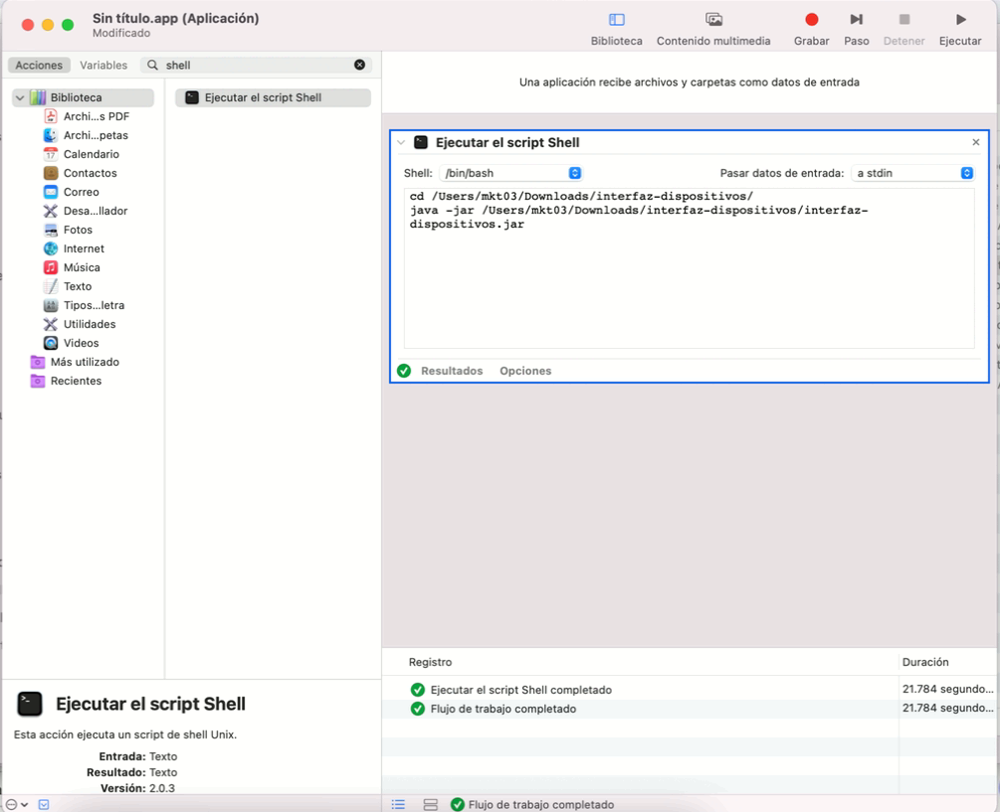 Sin título.app (Aplicación)
Modificado
Biblioteca
Contenido multimedia
Grabar
Paso
Detener
Ejecutar
Acciones
Variables
shell
Biblioteca
Archi...s PDF
Archi...petas
Calendario
Contactos
Correo
Desa...llador
Fotos
Internet
Música
Texto
Tipos...letra
Utilidades
Videos
Más utilizado
Recientes
Ejecutar el script Shell
Una aplicación recibe archivos y carpetas como datos de entrada
Ejecutar el script Shell
Shell: /bin/bash
Pasar datos de entrada: a stdin
cd /Users/mkt03/Downloads/interfaz-dispositivos/
java -jar /Users/mkt03/Downloads/interfaz-dispositivos/interfaz-
dispositivos.jar
Resultados
Opciones
Registro
Duración
Ejecutar el script Shell completado
21.784 segundo...
Flujo de trabajo completado
21.784 segundo...
Ejecutar el script Shell
Esta acción ejecuta un script de shell Unix.
Entrada: Texto
Resultado: Texto
Versión: 2.0.3
Flujo de trabajo completado